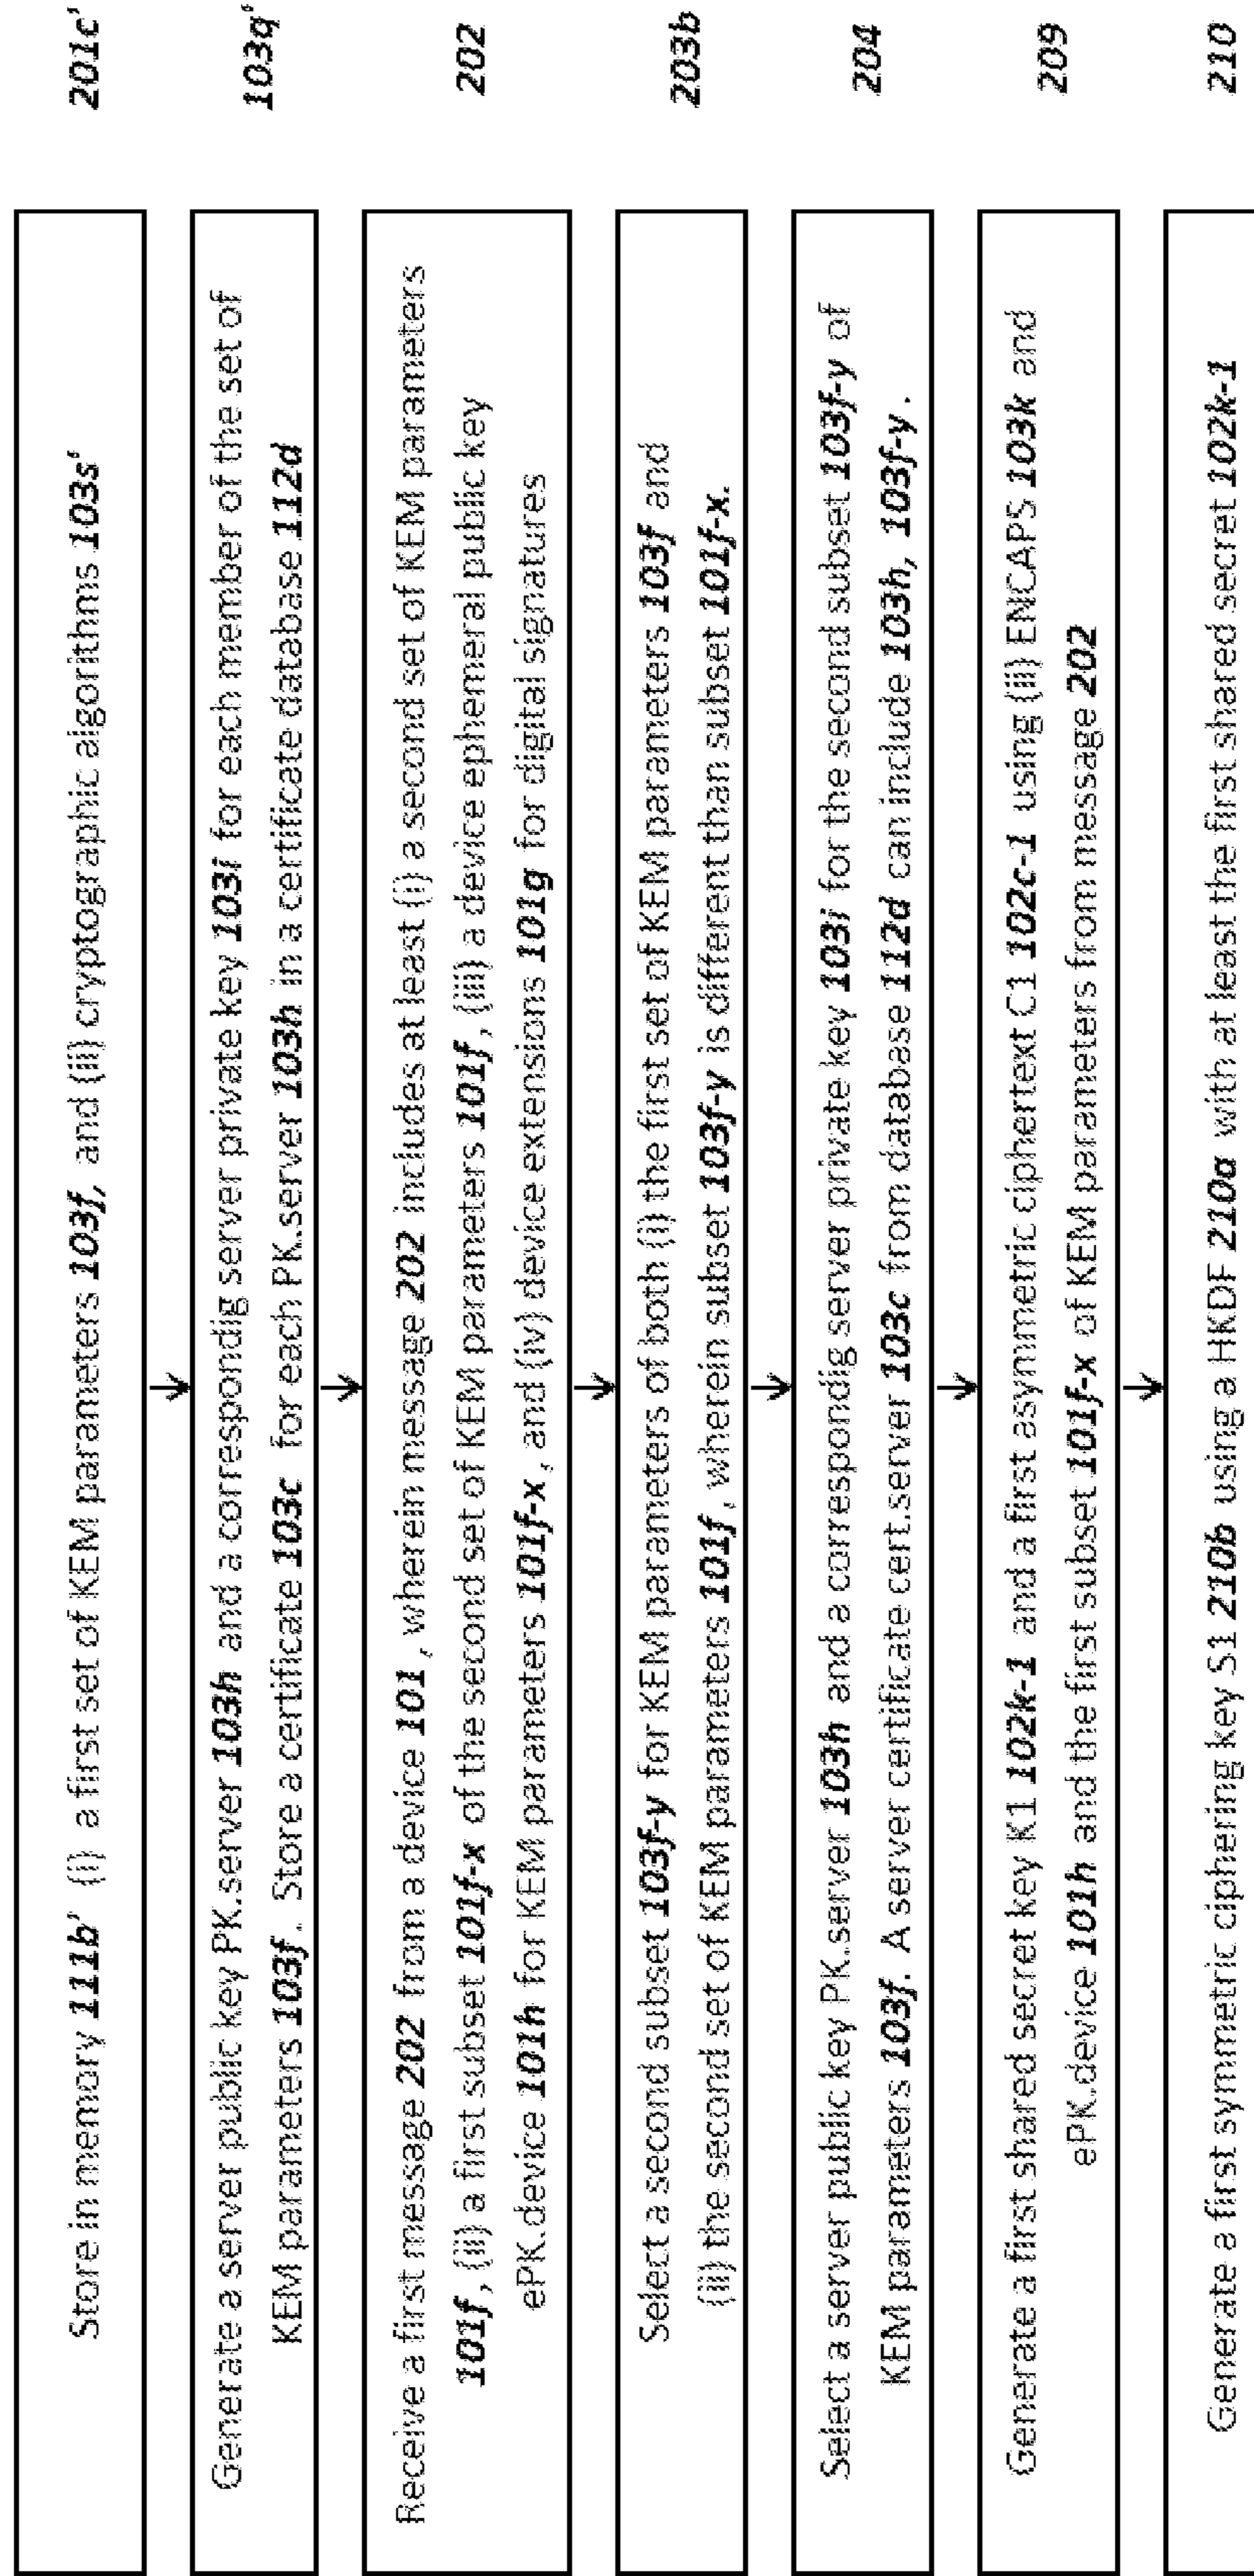 Store in memory 111b' (i) a first set of KEM parameters 103f, and (ii) cryptographic algorithms 103s'
201c'
Generate a server public key PK.server 103h and a correspondig server private key 103i for each member of the set of
KEM parameters 103f. Store a certificate 103c for each PK.server 103h in a certificate database 112d
103q'
Receive a first message 202 from a device 101, wherein message 202 includes at least (i) a second set of KEM parameters
101f, (ii) a first subset 101f-x of the second set of KEM parameters 101f, (iii) a device ephemeral public key
ePK.device 101h for KEM parameters 101f-x, and (iv) device extensions 101g for digital signatures
202
Select a second subset 103f-y for KEM parameters of both (i) the first set of KEM parameters 103f and
(ii) the second set of KEM parameters 101f, wherein subset 103f-y is different than subset 101f-x.
203b
Select a server public key PK.server 103h and a correspondig server private key 103i for the second subset 103f-y of
KEM parameters 103f. A server certificate cert.server 103c from database 112d can include 103h, 103f-y.
204
Generate a first shared secret key K1 102k-1 and a first asymmetric ciphertext C1 102c-1 using (ii) ENCAPS 103k and
ePK.device 101h and the first subset 101f-x of KEM parameters from message 202
209
Generate a first symmetric ciphering key S1 210b using a HKDF 210a with at least the first shared secret 102k-1
210